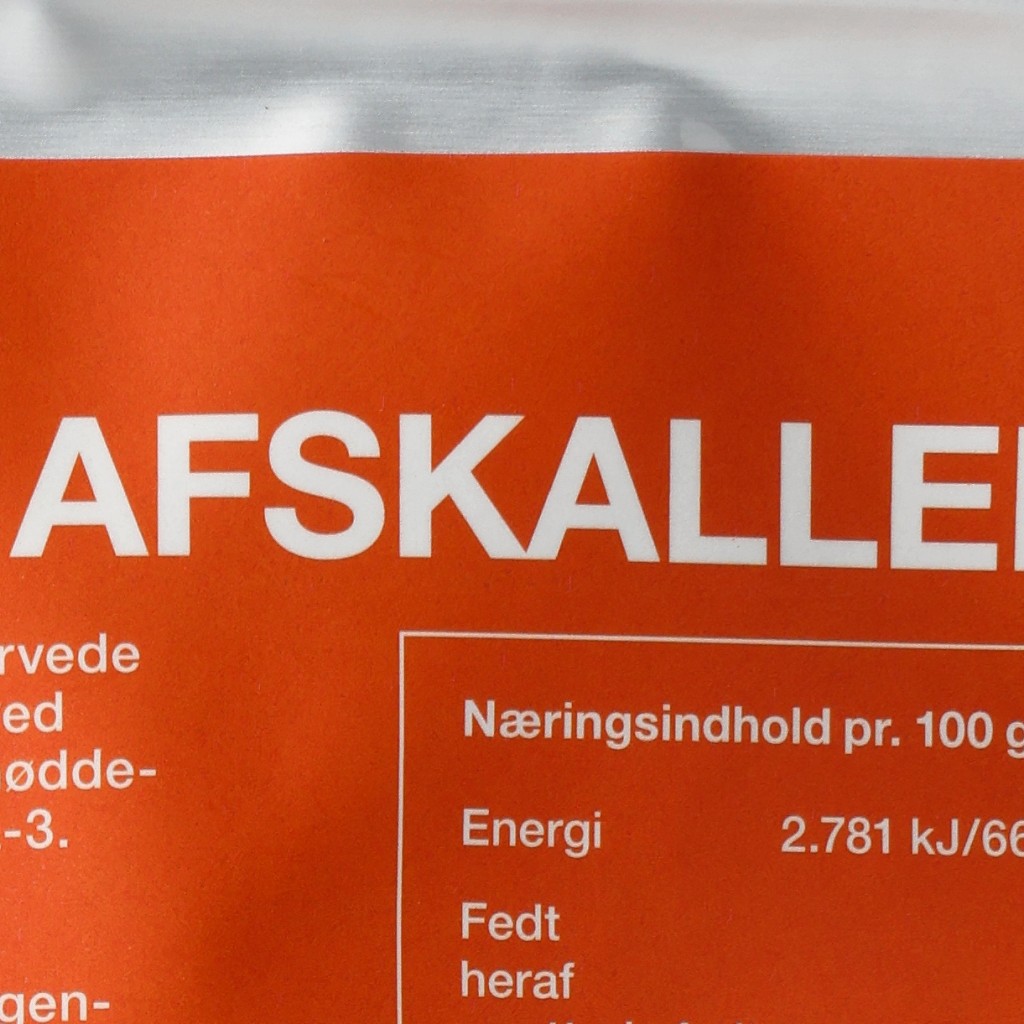 AFSKALLE
rvede
ed
ødde-
-3.
gen-
Næringsindhold pr. 100 g
Energi 2.781 kJ/66
Fedt
heraf